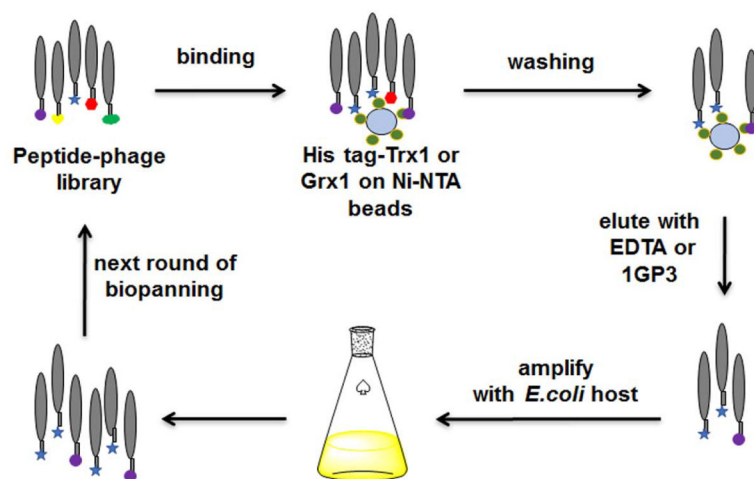 binding
washing
Peptide-phage
library
His tag-Trx1 or
Grx1 on Ni-NTA
beads
elute with
EDTA or
1GP3
next round of
biopanning
amplify
with E.coli host